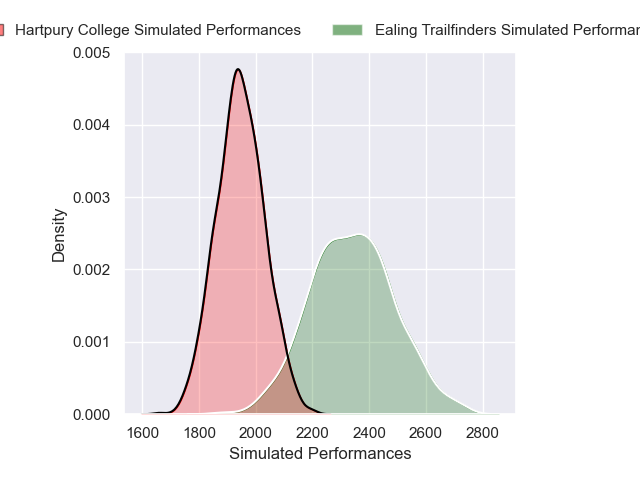 Hartpury College Simulated Performances
Ealing Trailfinders Simulated
0.005
0.004
0.003
0.002
0.001
0.000
Density
1600 1800 2000 2200 2400 2600 2800
Simulated Performances